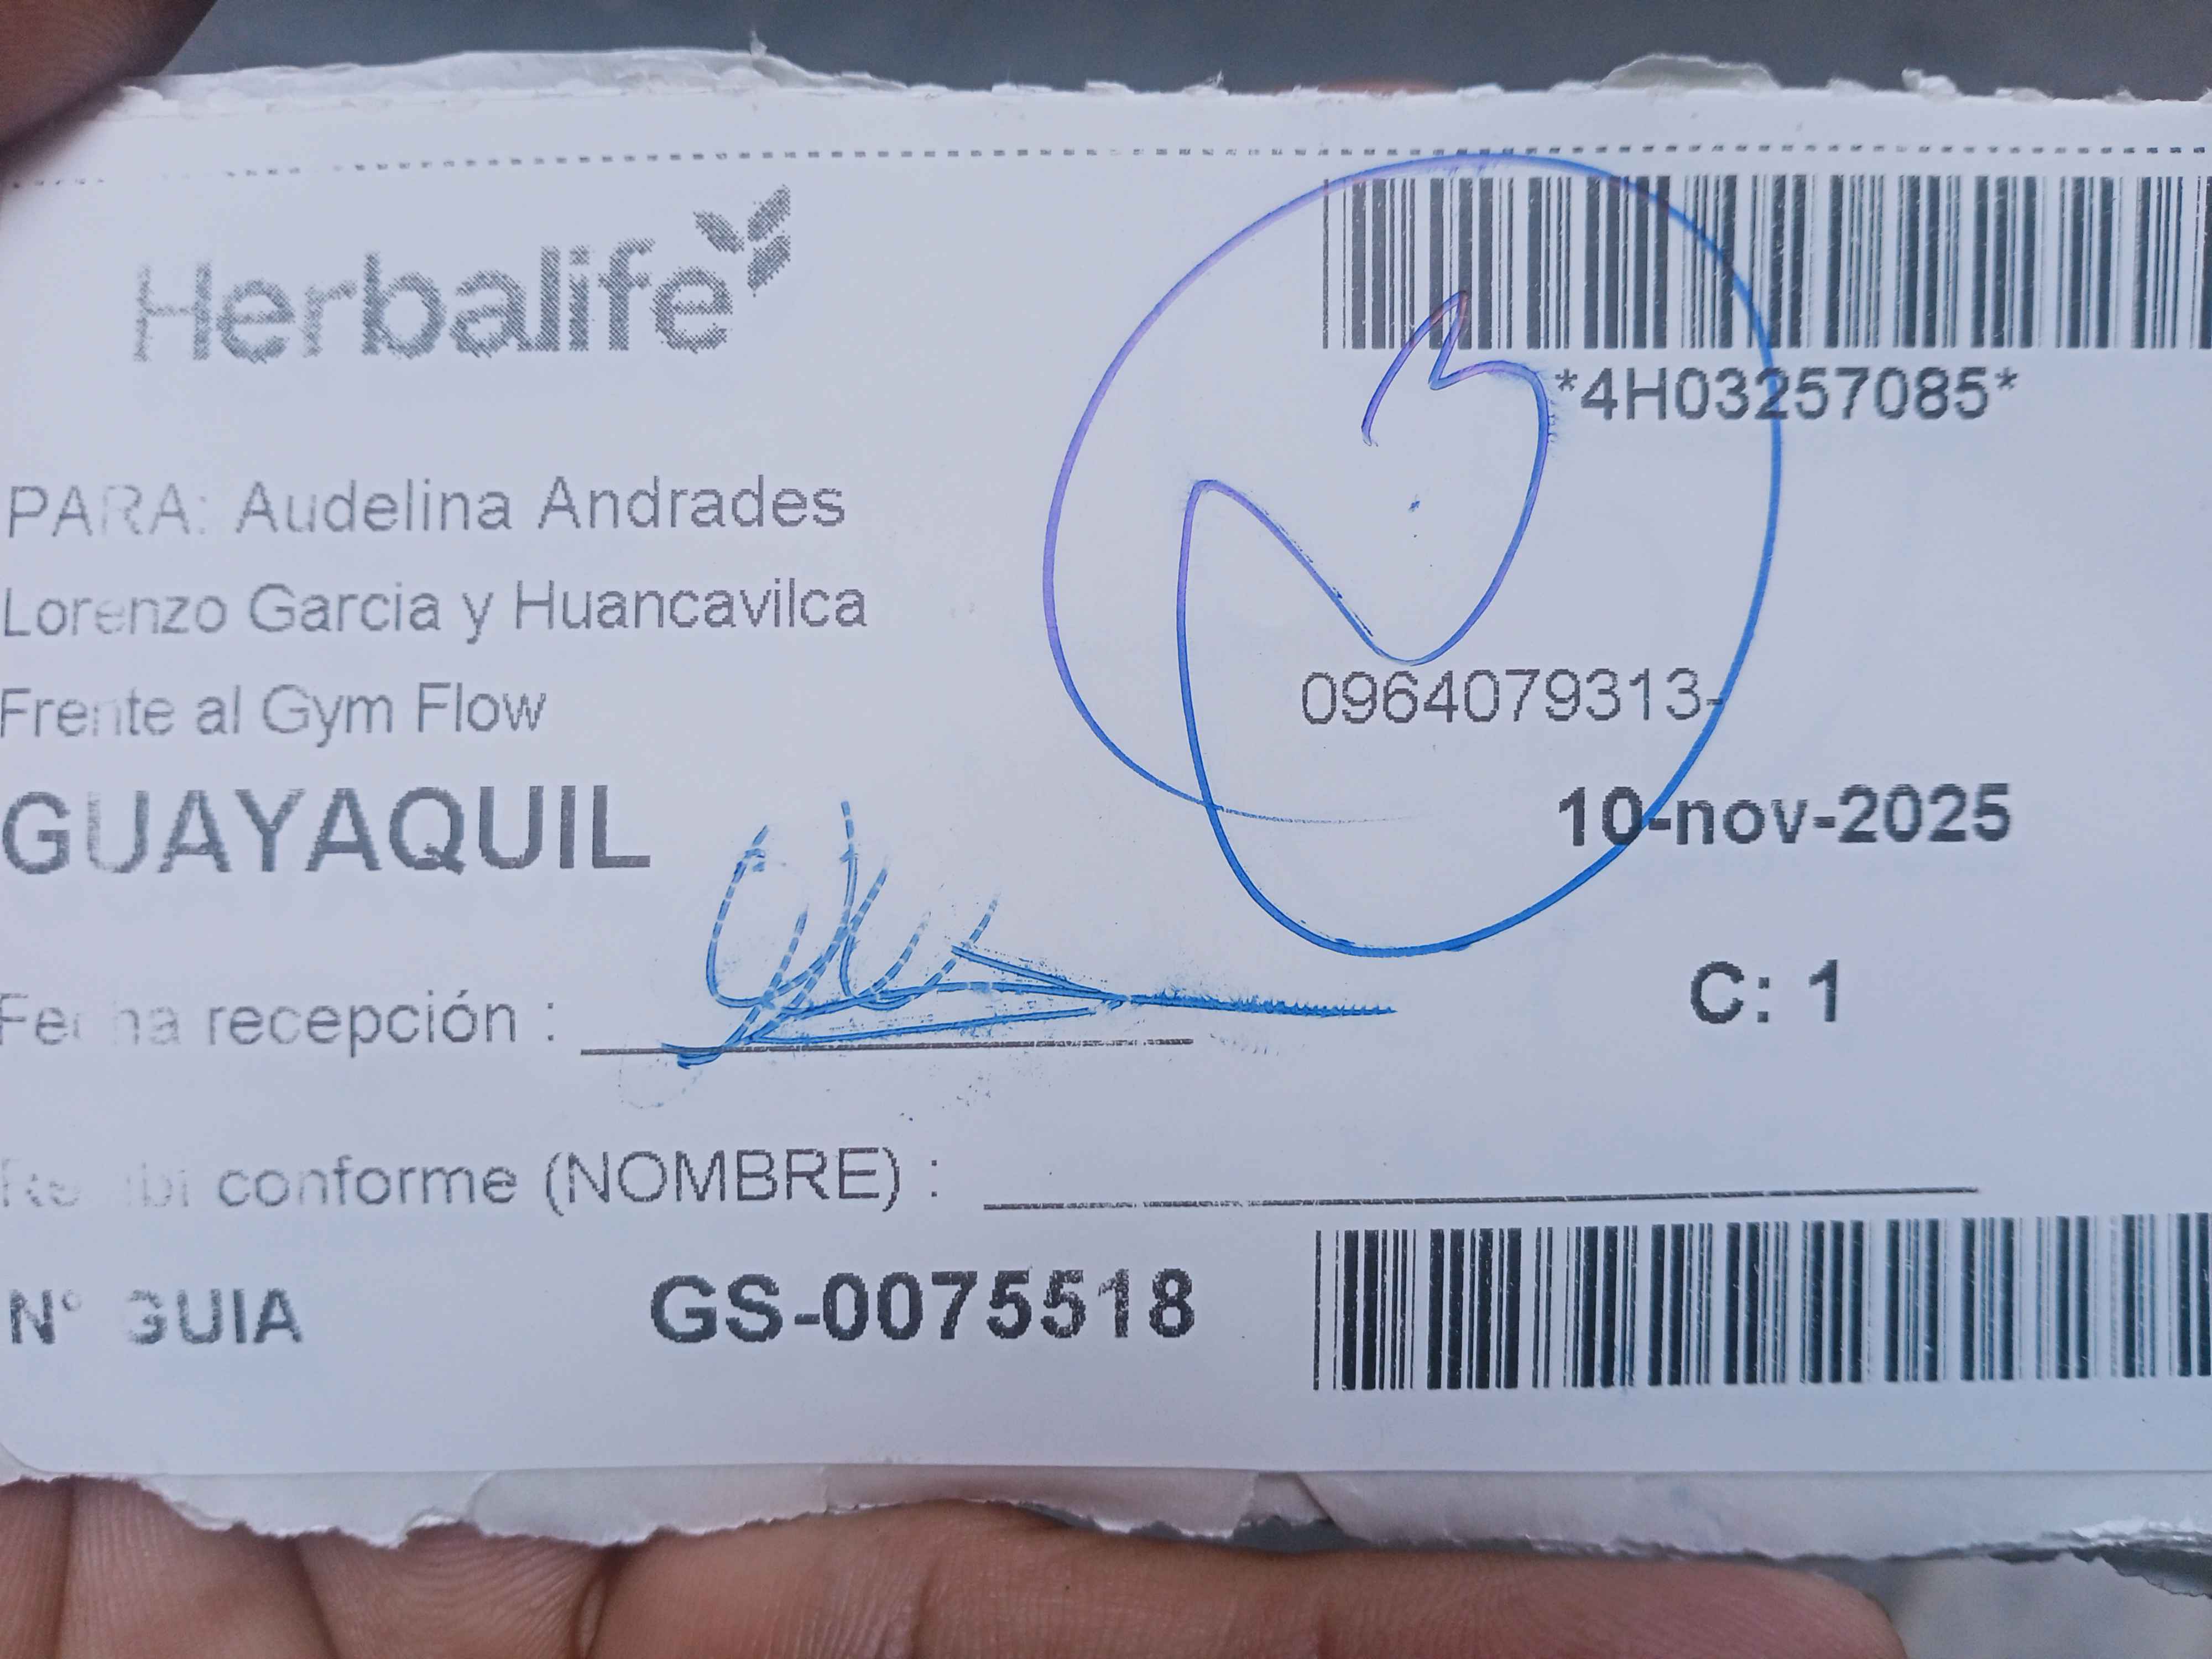 Herbalife
*4H03257085*
PARA: Audelina Andrades
Lorenzo Garcia y Huancavilca
Frente al Gym Flow
0964079313-
GUAYAQUIL
10-nov-2025
C: 1
Fecha recepción :
Recibi conforme (NOMBRE) :
N° GUIA GS-0075518